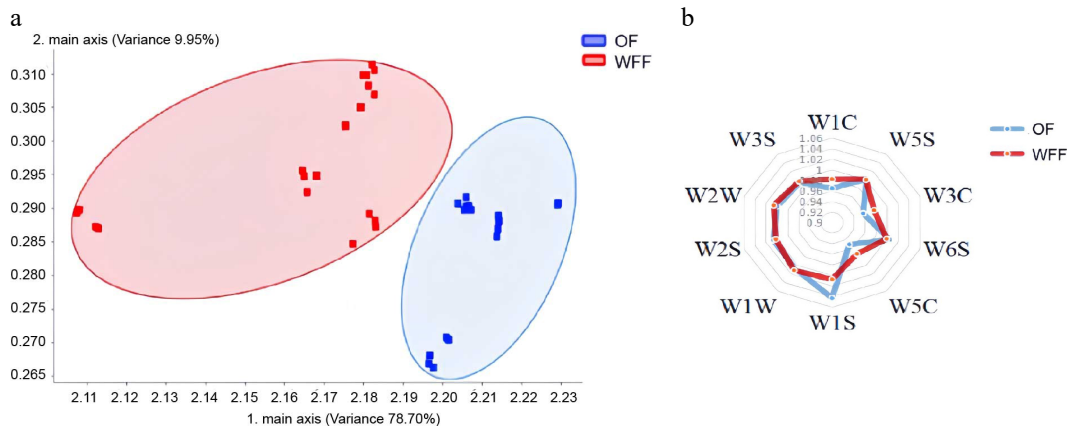 a
2. main axis (Variance 9.95%)
OF
WFF
0.310
0.305
0.300
0.295
0.290
0.285
0.280
0.275
0.270
0.265
2.11 2.12 2.13 2.14 2.15 2.16 2.17 2.18 2.19 2.20 2.21 2.22 2.23
1. main axis (Variance 78.70%)
b
OF
WFF
W1C
W5S
W3C
W6S
W5C
W1S
W1W
W2S
W2W
W3S
1.06
1.04
1.02
1
0.98
0.96
0.94
0.92
0.9